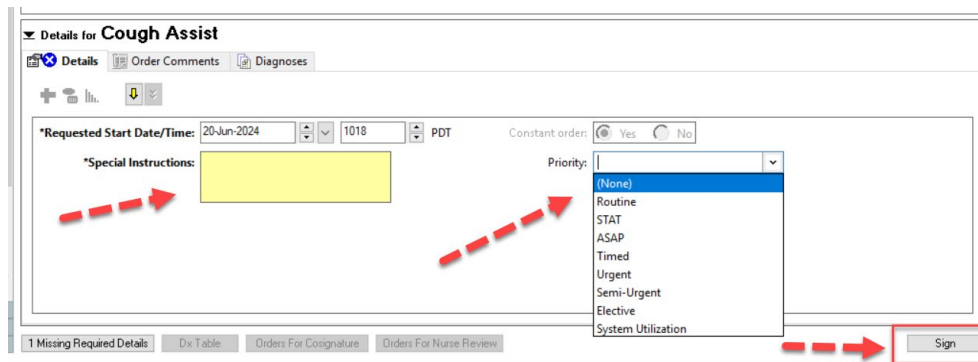 Details for Cough Assist
Details Order Comments Diagnoses
*Requested Start Date/Time: 20-Jun-2024 1018 PDT Constant order: Yes No
*Special Instructions: Priority:
(None)
Routine
STAT
ASAP
Timed
Urgent
Semi-Urgent
Elective
System Utilization
1 Missing Required Details Dx Table Orders For Cosignature Orders For Nurse Review Sign